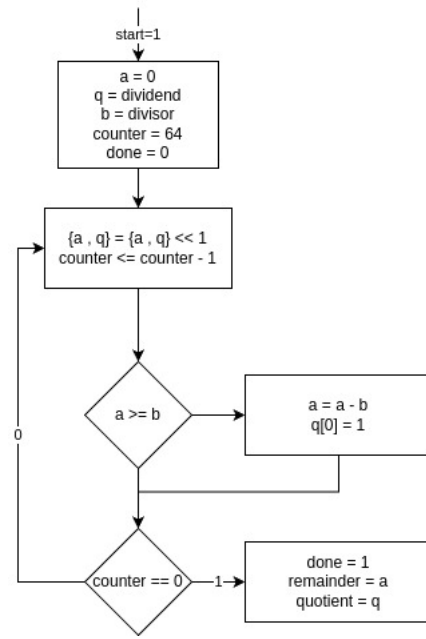 start=1
a = 0
q = dividend
b = divisor
counter = 64
done = 0
{a , q} = {a , q} << 1
counter <= counter - 1
a >= b
a = a - b
q[0] = 1
0
counter == 0
1
done = 1
remainder = a
quotient = q